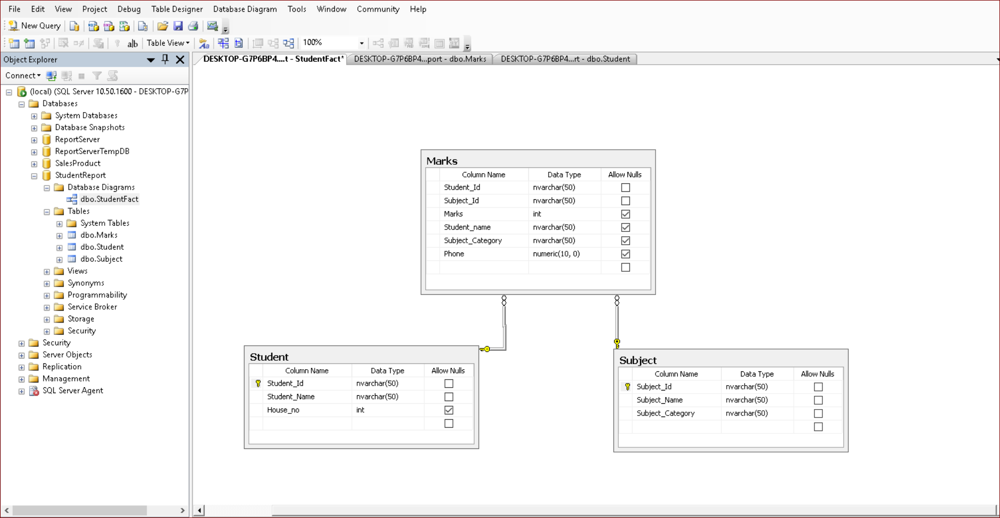 File Edit View Project Debug Table Designer Database Diagram Tools Window Community Help
New Query
a|b Table View 100%
Object Explorer
DESKTOP-G7P6BP4....t - StudentFact* DESKTOP-G7P6BP4...port - dbo.Marks DESKTOP-G7P6BP4...rt - dbo.Student
Connect
(local) (SQL Server 10.50.1600 - DESKTOP-G7P
Databases
System Databases
Database Snapshots
ReportServer
ReportServerTempDB
SalesProduct
StudentReport
Database Diagrams
dbo.StudentFact
Tables
System Tables
dbo.Marks
dbo.Student
dbo.Subject
Views
Synonyms
Programmability
Service Broker
Storage
Security
Security
Server Objects
Replication
Management
SQL Server Agent
Marks
Column Name Data Type Allow Nulls
Student_Id nvarchar(50)
Subject_Id nvarchar(50)
Marks int
Student_name nvarchar(50)
Subject_Category nvarchar(50)
Phone numeric(10, 0)
Student
Column Name Data Type Allow Nulls
Student_Id nvarchar(50)
Student_Name nvarchar(50)
House_no int
Subject
Column Name Data Type Allow Nulls
Subject_Id nvarchar(50)
Subject_Name nvarchar(50)
Subject_Category nvarchar(50)